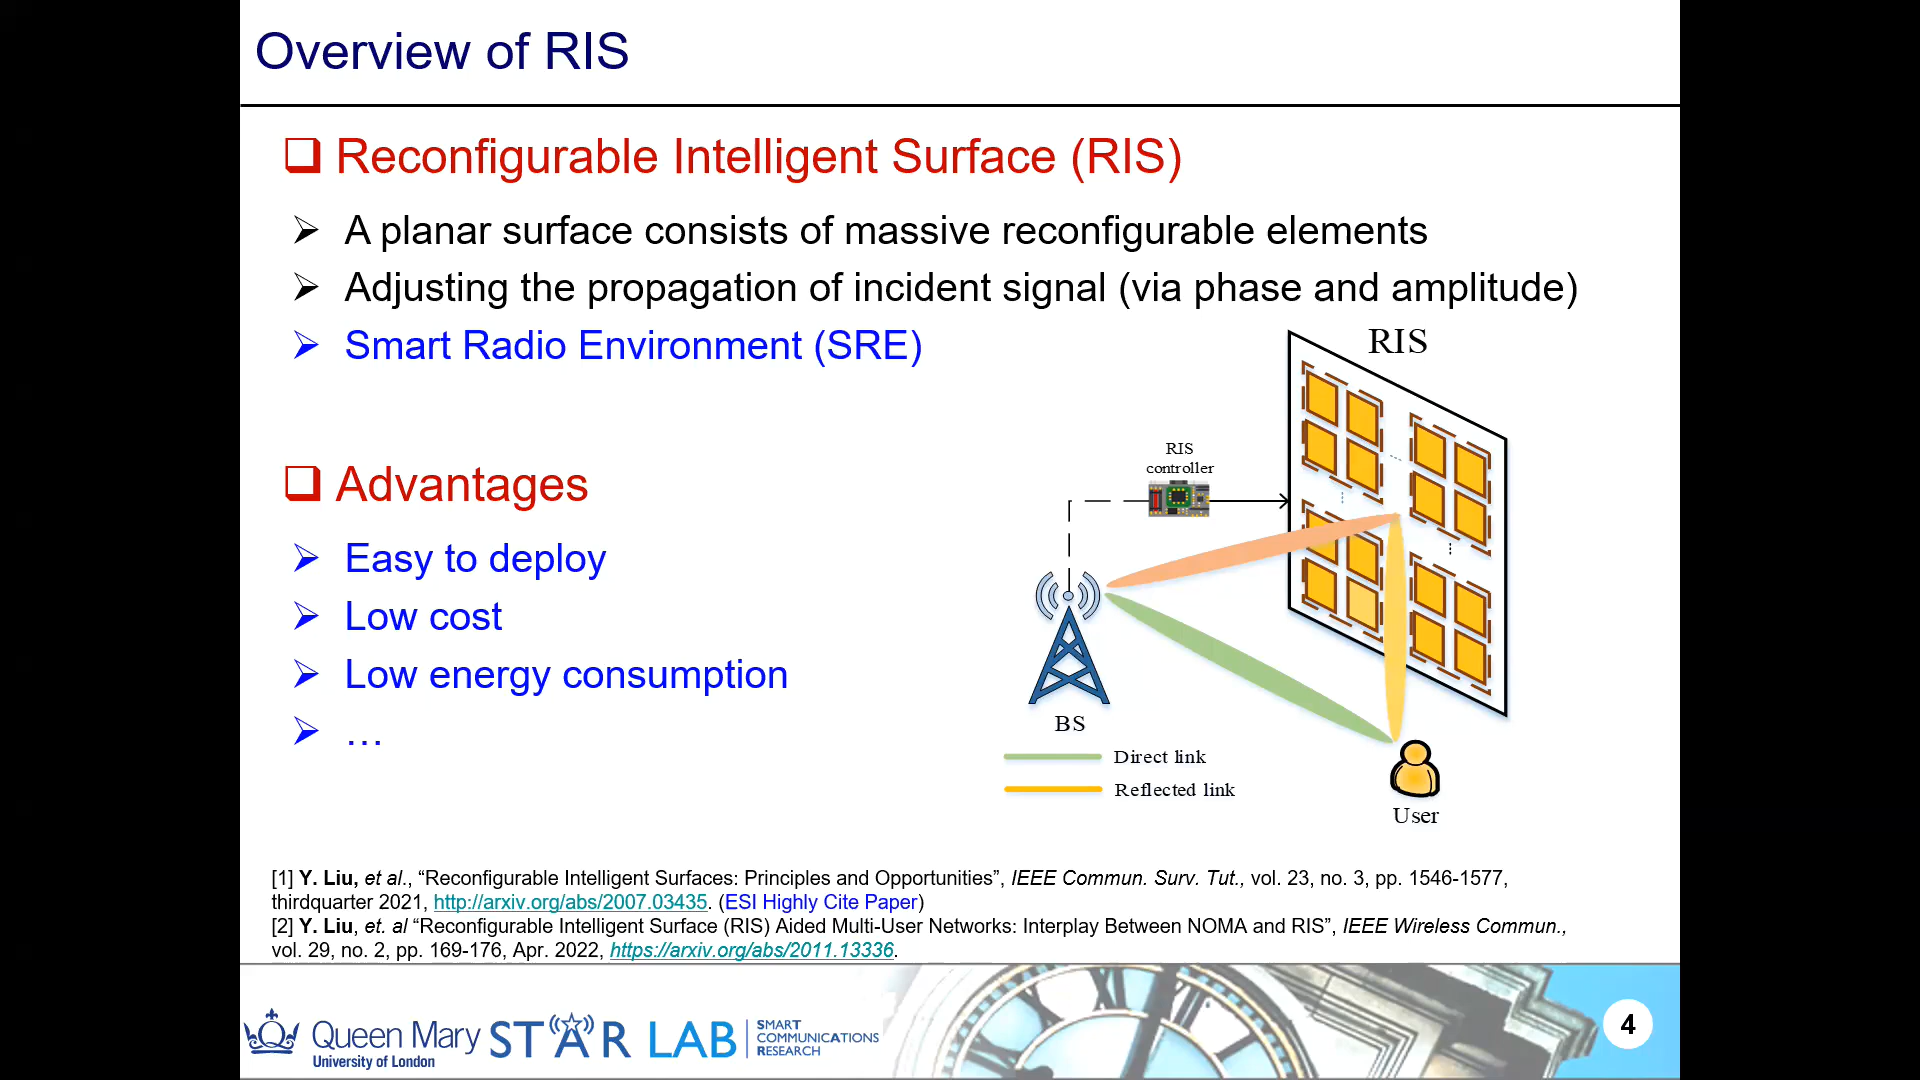 Overview of RIS
Reconfigurable Intelligent Surface (RIS)
A planar surface consists of massive reconfigurable elements
Adjusting the propagation of incident signal (via phase and amplitude)
Smart Radio Environment (SRE)
Advantages
Easy to deploy
Low cost
Low energy consumption
…
RIS
RIS
controller
BS
Direct link
Reflected link
User
[1] Y. Liu, et al., “Reconfigurable Intelligent Surfaces: Principles and Opportunities”, IEEE Commun. Surv. Tut., vol. 23, no. 3, pp. 1546-1577,
thirdquarter 2021, http://arxiv.org/abs/2007.03435. (ESI Highly Cite Paper)
[2] Y. Liu, et. al “Reconfigurable Intelligent Surface (RIS) Aided Multi-User Networks: Interplay Between NOMA and RIS”, IEEE Wireless Commun.,
vol. 29, no. 2, pp. 169-176, Apr. 2022, https://arxiv.org/abs/2011.13336.
Queen Mary
University of London
STAR LAB
SMART
COMMUNICATIONS
RESEARCH
4